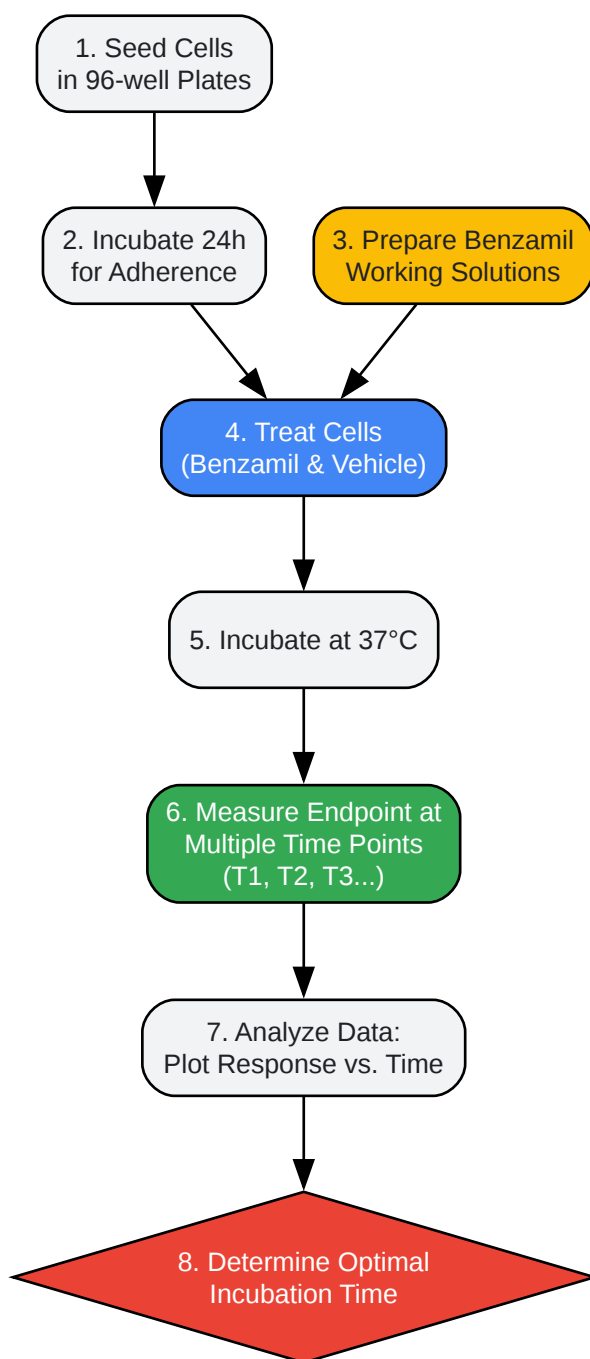 1. Seed Cells
in 96-well Plates
2. Incubate 24h
for Adherence
3. Prepare Benzamil
Working Solutions
4. Treat Cells
(Benzamil & Vehicle)
5. Incubate at 37°C
6. Measure Endpoint at
Multiple Time Points
(T1, T2, T3...)
7. Analyze Data:
Plot Response vs. Time
8. Determine Optimal
Incubation Time